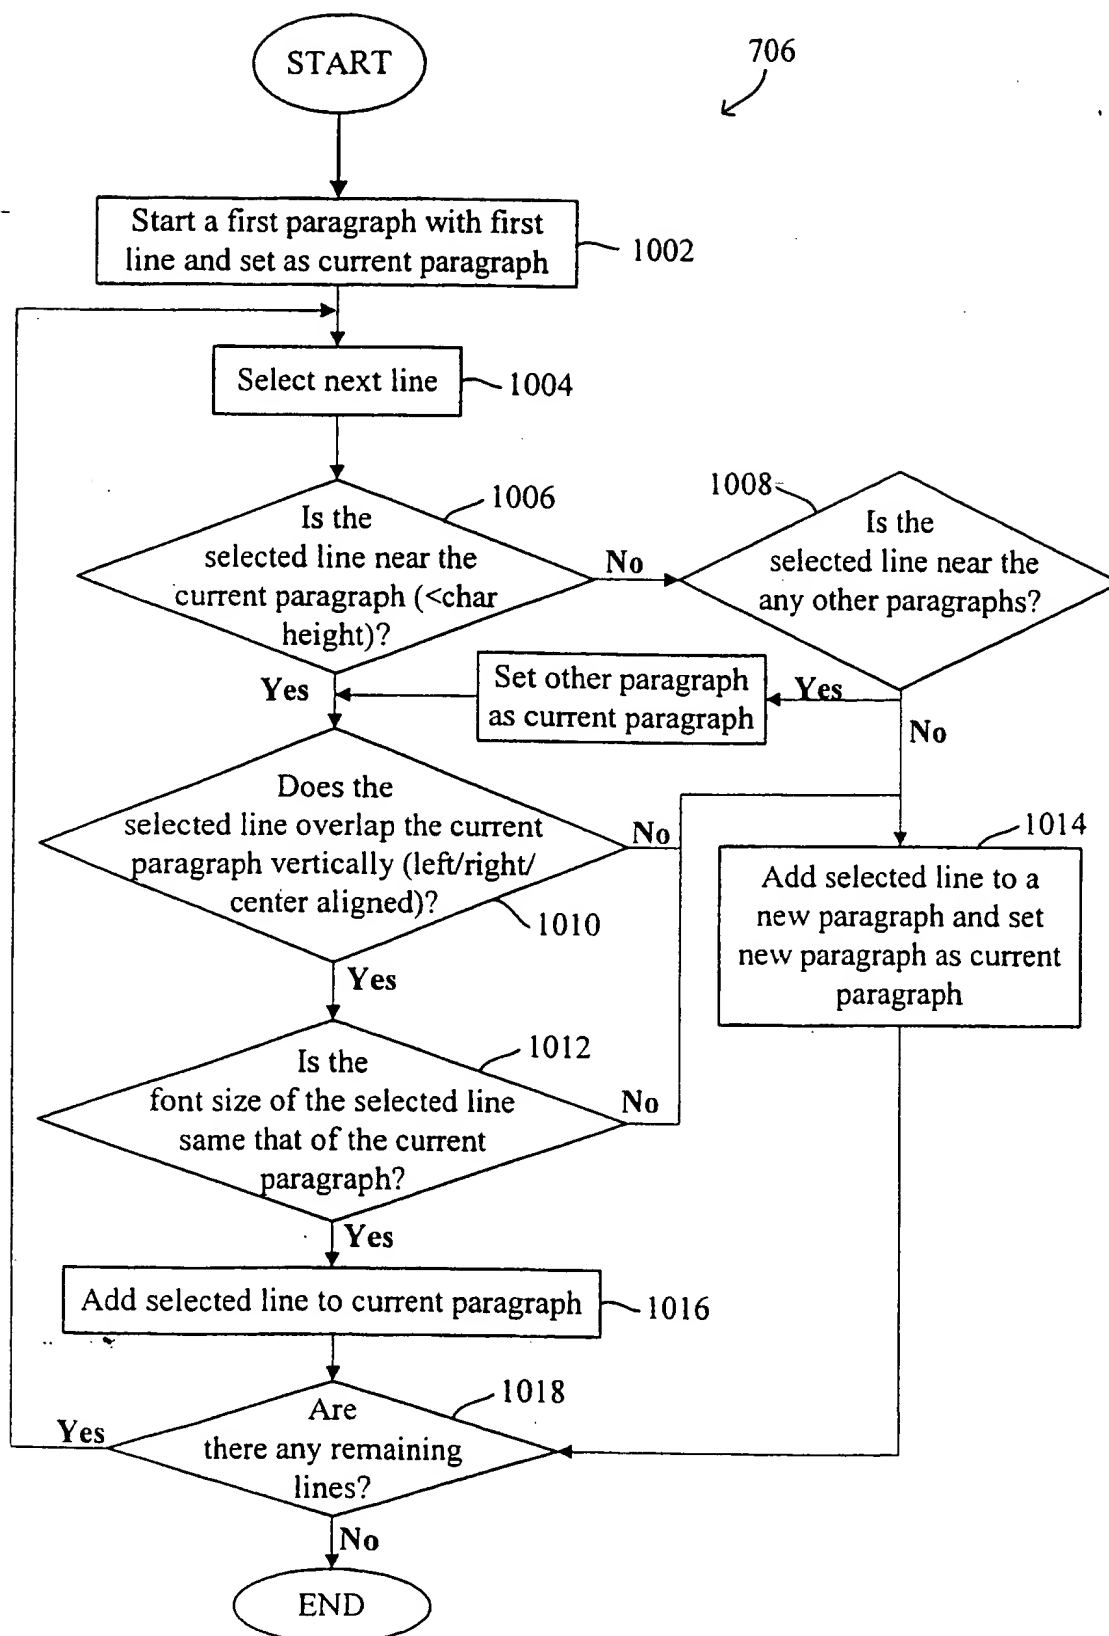 START
706
Start a first paragraph with first
line and set as current paragraph
1002
Select next line
1004
1006
Is the
selected line near the
current paragraph (<char
height)?
No
1008
Is the
selected line near the
any other paragraphs?
Yes
Set other paragraph
as current paragraph
Yes
No
Does the
selected line overlap the current
paragraph vertically (left/right/
center aligned)?
1010
No
1014
Add selected line to a
new paragraph and set
new paragraph as current
paragraph
Yes
1012
Is the
font size of the selected line
same that of the current
paragraph?
No
Yes
Add selected line to current paragraph
1016
1018
Are
there any remaining
lines?
Yes
No
END